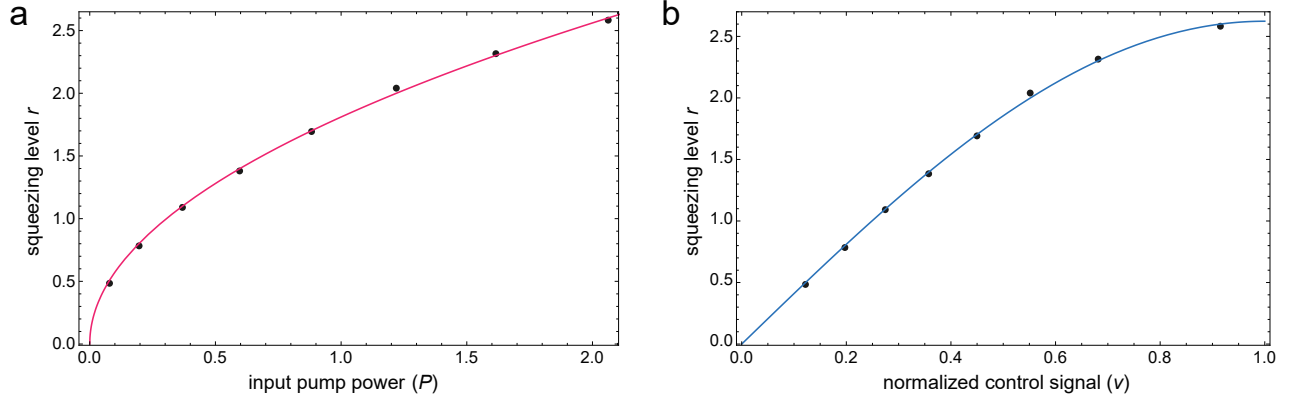 a
squeezing level r
2.5
2.0
1.5
1.0
0.5
0.0
0.0 0.5 1.0 1.5 2.0
input pump power (P)
b
squeezing level r
2.5
2.0
1.5
1.0
0.5
0.0
0.0 0.2 0.4 0.6 0.8 1.0
normalized control signal (v)